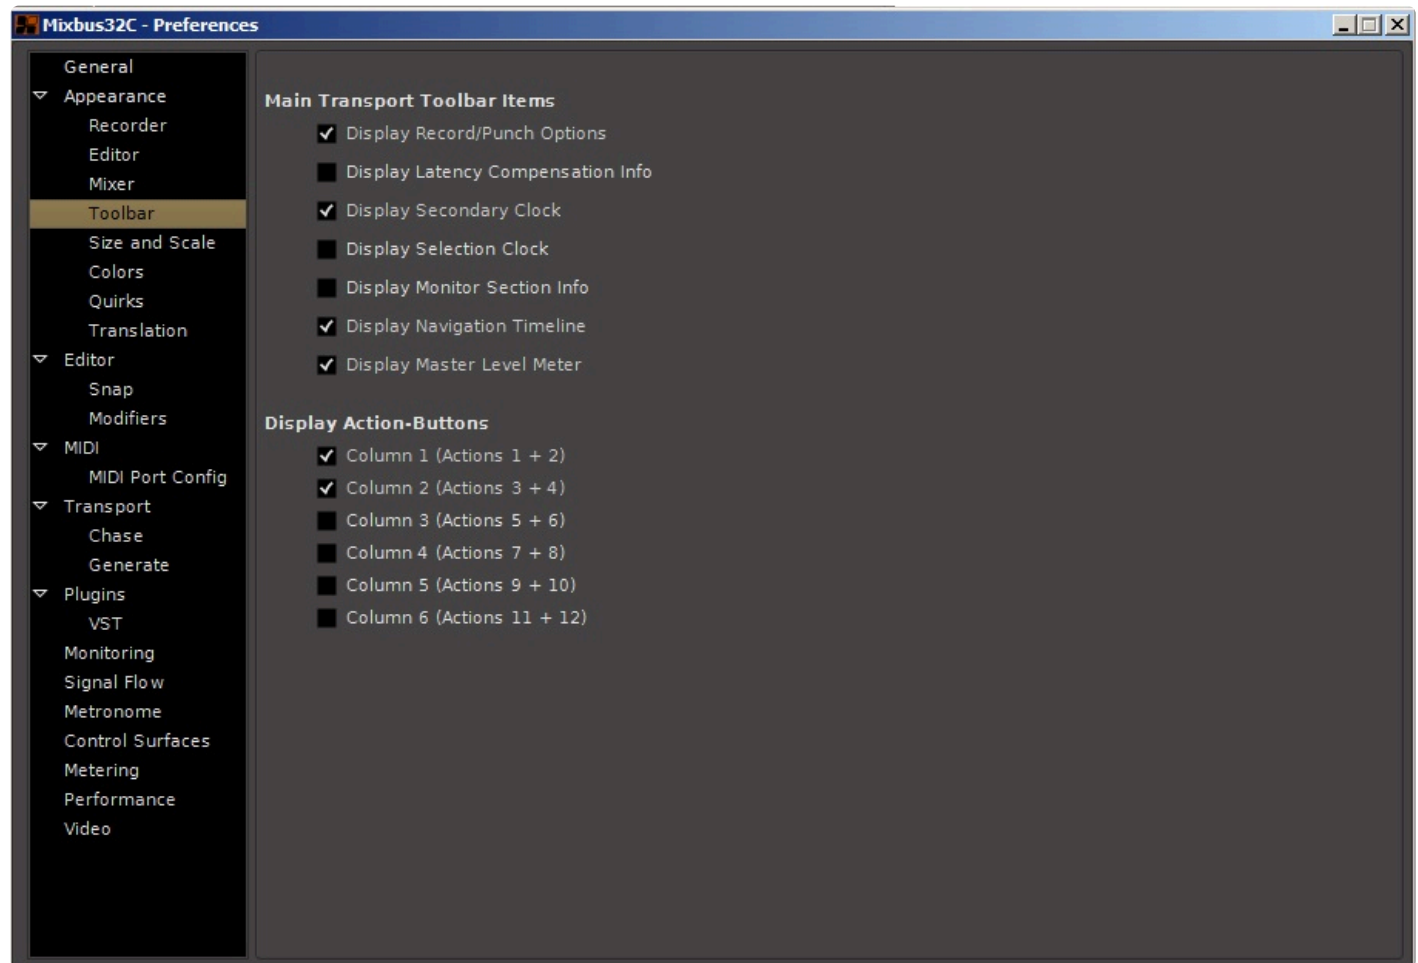 Mixbus32C - Preferences
General
Appearance
Recorder
Editor
Mixer
Toolbar
Size and Scale
Colors
Quirks
Translation
Editor
Snap
Modifiers
MIDI
MIDI Port Config
Transport
Chase
Generate
Plugins
VST
Monitoring
Signal Flow
Metronome
Control Surfaces
Metering
Performance
Video
Main Transport Toolbar Items
Display Record/Punch Options
Display Latency Compensation Info
Display Secondary Clock
Display Selection Clock
Display Monitor Section Info
Display Navigation Timeline
Display Master Level Meter
Display Action-Buttons
Column 1 (Actions 1 + 2)
Column 2 (Actions 3 + 4)
Column 3 (Actions 5 + 6)
Column 4 (Actions 7 + 8)
Column 5 (Actions 9 + 10)
Column 6 (Actions 11 + 12)